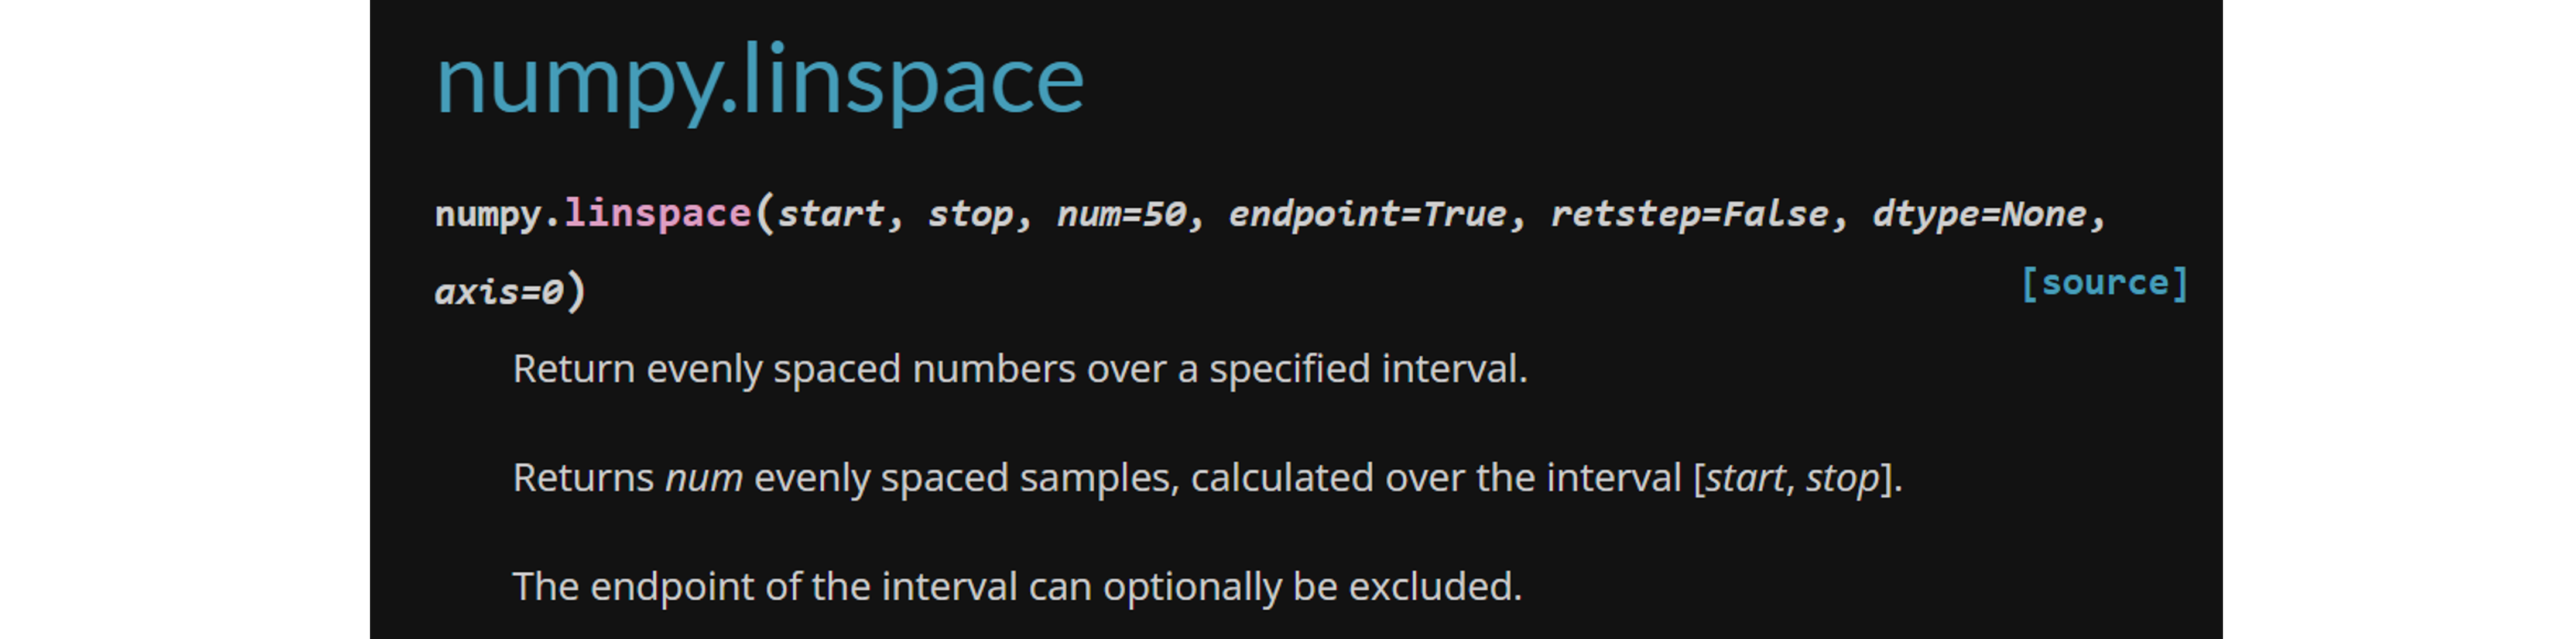 numpy.linspace
numpy.linspace(start, stop, num=50, endpoint=True, retstep=False, dtype=None,
axis=0) [source]
Return evenly spaced numbers over a specified interval.
Returns num evenly spaced samples, calculated over the interval [start, stop].
The endpoint of the interval can optionally be excluded.